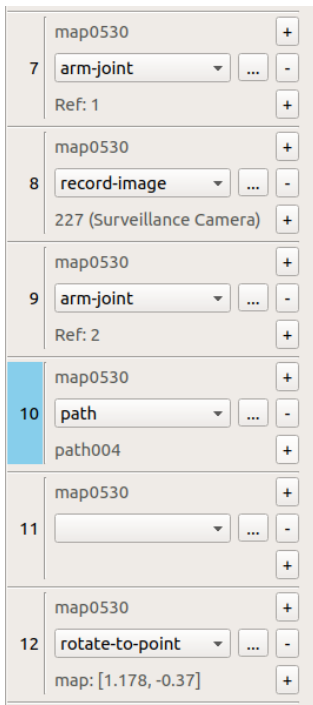 map0530 +
7 arm-joint ... -
Ref: 1 +
map0530 +
8 record-image ... -
227 (Surveillance Camera) +
map0530 +
9 arm-joint ... -
Ref: 2 +
map0530 +
10 path ... -
path004 +
map0530 +
11 ... -
+
map0530 +
12 rotate-to-point ... -
map: [1.178, -0.37] +